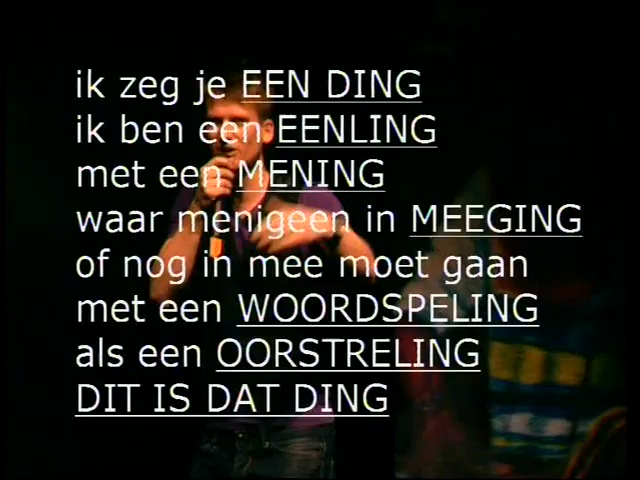 ik zeg je EEN DING
ik ben een EENLING
met een MENING
waar menigeen in MEEGING
of nog in mee moet gaan
met een WOORDSPELING
als een OORSTRELING
DIT IS DAT DING